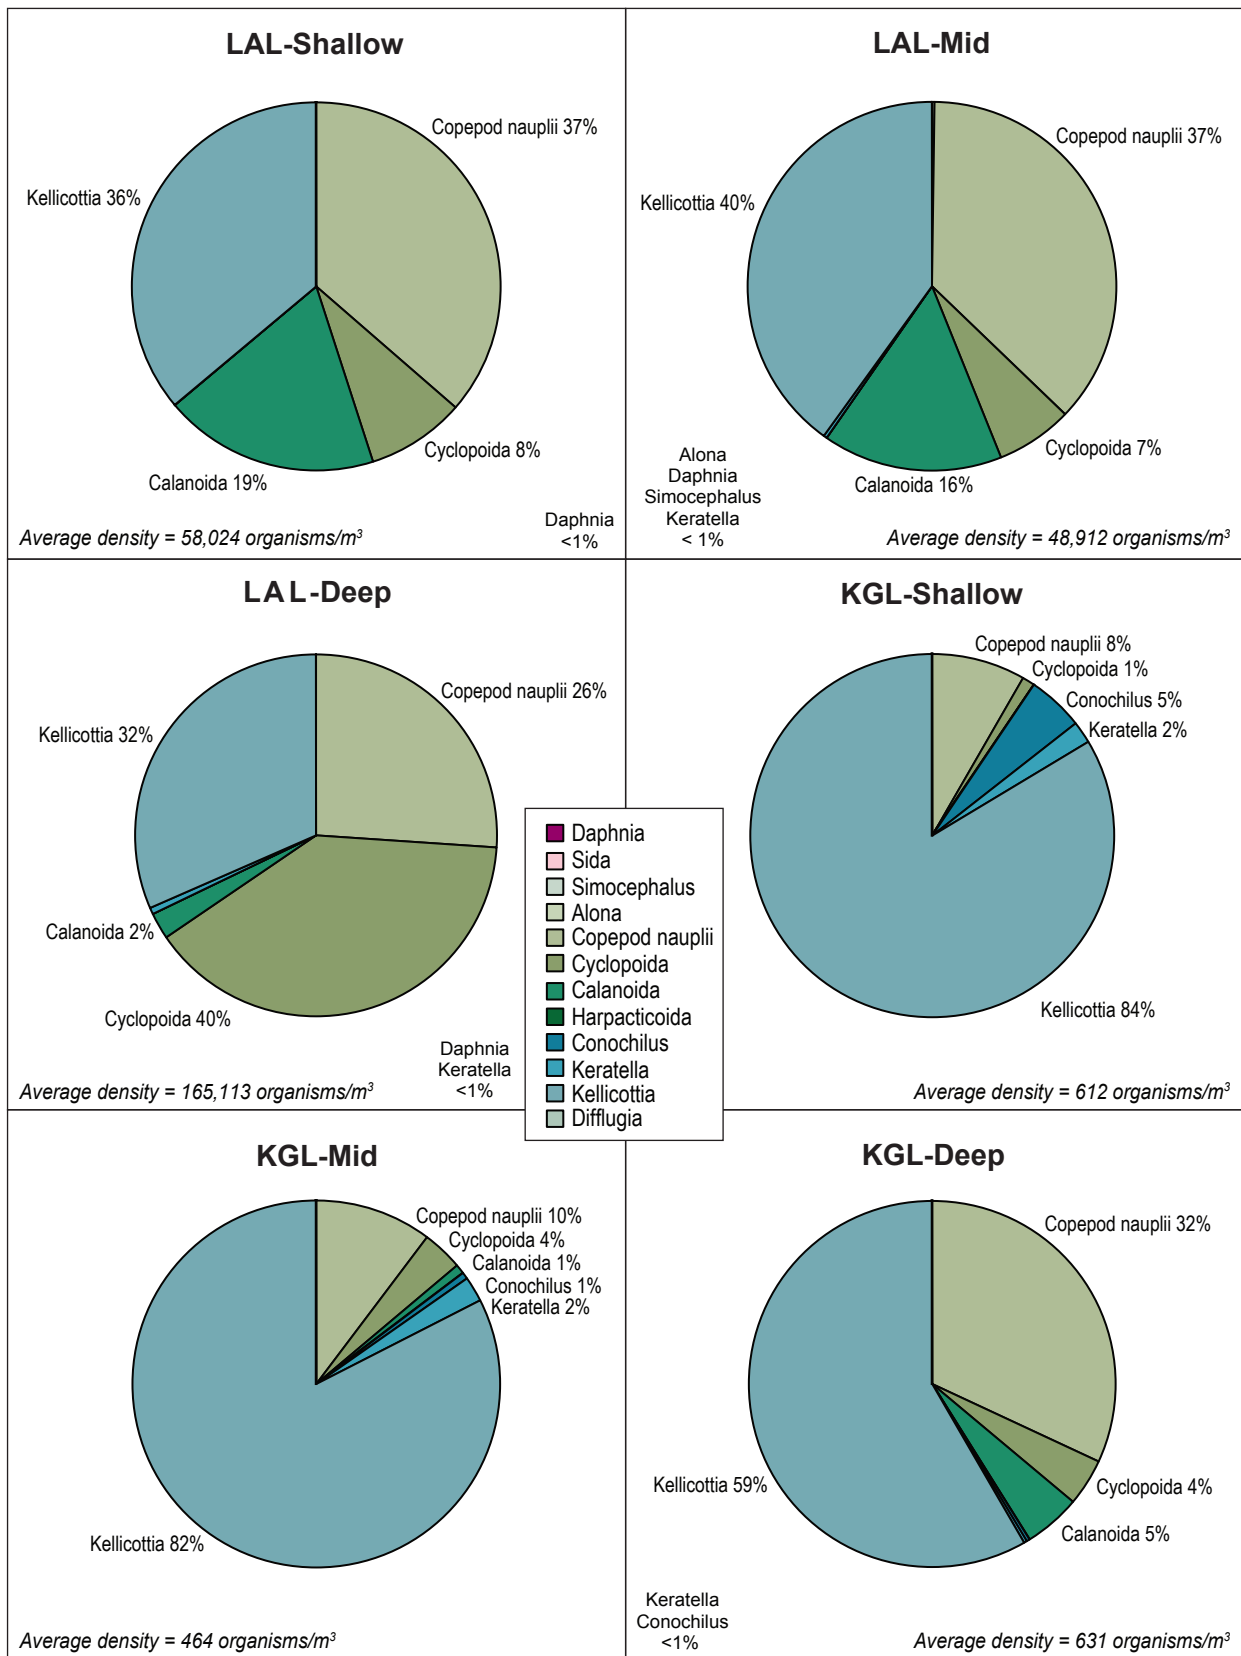 LAL-Shallow
Copepod nauplii 37%
Kellicottia 36%
Cyclopoida 8%
Calanoida 19%
Average density = 58,024 organisms/m³
Daphnia
<1%
LAL-Mid
Copepod nauplii 37%
Kellicottia 40%
Cyclopoida 7%
Calanoida 16%
Alona
Daphnia
Simocephalus
Keratella
< 1%
Average density = 48,912 organisms/m³
LAL-Deep
Copepod nauplii 26%
Kellicottia 32%
Calanoida 2%
Cyclopoida 40%
Daphnia
Keratella
<1%
Average density = 165,113 organisms/m³
KGL-Shallow
Copepod nauplii 8%
Cyclopoida 1%
Conochilus 5%
Keratella 2%
Kellicottia 84%
Average density = 612 organisms/m³
Daphnia
Sida
Simocephalus
Alona
Copepod nauplii
Cyclopoida
Calanoida
Harpacticoida
Conochilus
Keratella
Kellicottia
Difflugia
KGL-Mid
Copepod nauplii 10%
Cyclopoida 4%
Calanoida 1%
Conochilus 1%
Keratella 2%
Kellicottia 82%
Average density = 464 organisms/m³
KGL-Deep
Copepod nauplii 32%
Kellicottia 59%
Cyclopoida 4%
Calanoida 5%
Keratella
Conochilus
<1%
Average density = 631 organisms/m³